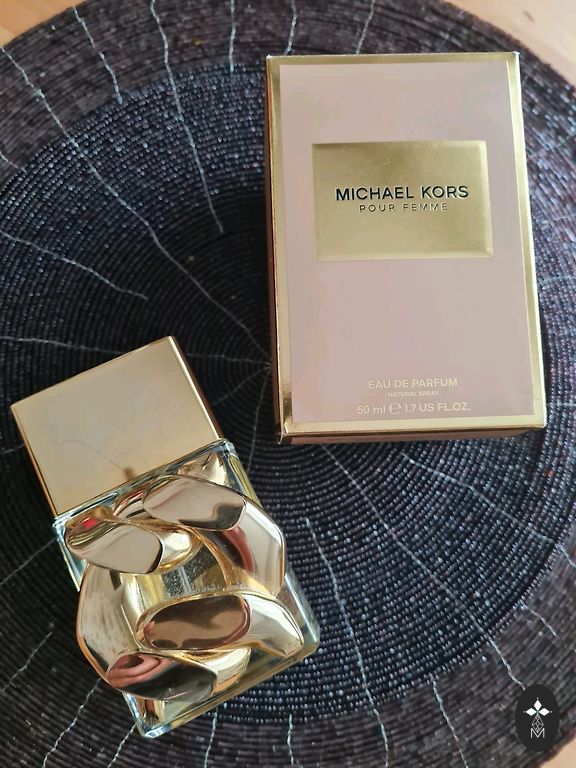 MICHAEL KORS
POUR FEMME
EAU DE PARFUM
NATURAL SPRAY
50 ml ℮ 1.7 US FL.OZ.
M